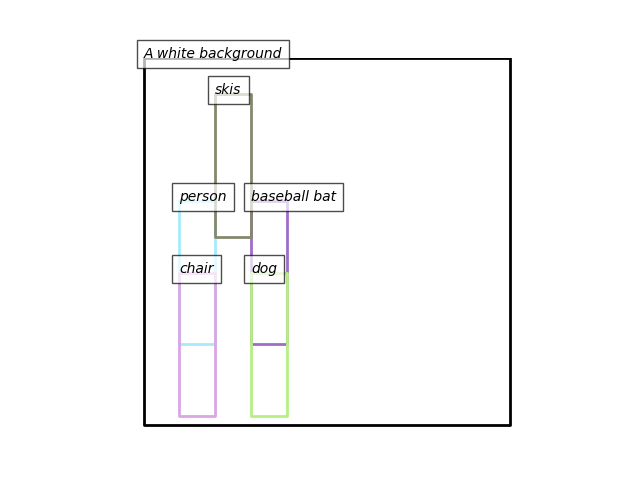 A white background
skis
person
baseball bat
chair
dog